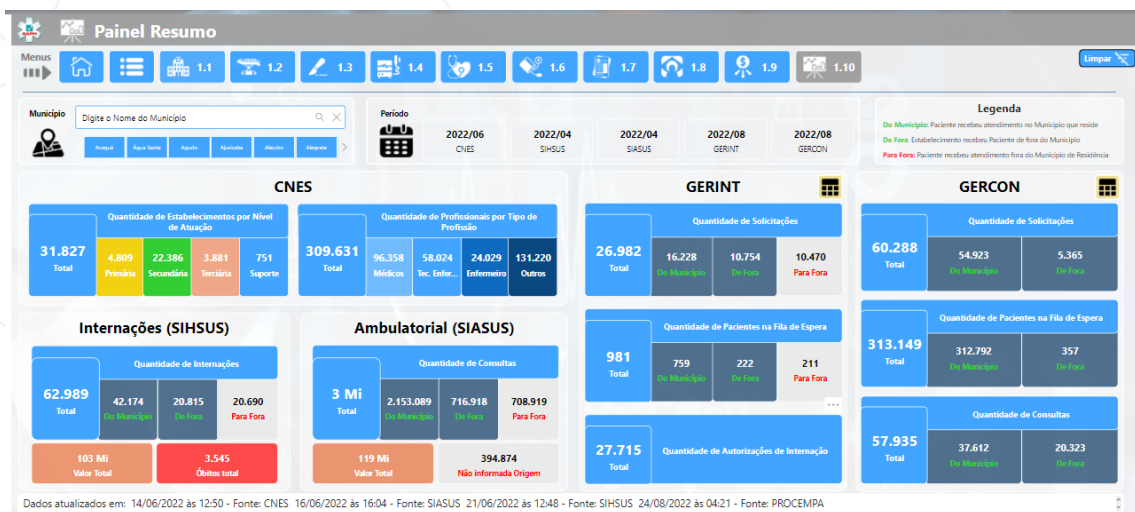 Painel Resumo
Menus
1.1
1.2
1.3
1.4
1.5
1.6
1.7
1.8
1.9
1.10
Limpar
Município
Digite o Nome do Município
Aceguá
Água Santa
Agudo
Ajuricaba
Alecrim
Alegrete
Período
2022/06
CNES
2022/04
SIHSUS
2022/04
SIASUS
2022/08
GERINT
2022/08
GERCON
Legenda
Do Município: Paciente recebeu atendimento no Município que reside
De Fora: Estabelecimento recebeu Paciente de fora do Município
Para Fora: Paciente recebeu atendimento fora do Município de Residência
CNES
31.827
Total
Quantidade de Estabelecimentos por Nível
de Atuação
4.809
Primária
22.386
Secundária
3.881
Terciária
751
Suporte
309.631
Total
Quantidade de Profissionais por Tipo de
Profissão
96.358
Médicos
58.024
Tec. Enfer...
24.029
Enfermeiro
131.220
Outros
Internações (SIHSUS)
62.989
Total
Quantidade de Internações
42.174
Do Município
20.815
De Fora
20.690
Para Fora
103 Mi
Valor Total
3.545
Óbitos total
Ambulatorial (SIASUS)
3 Mi
Total
Quantidade de Consultas
2.153.089
Do Município
716.918
De Fora
708.919
Para Fora
119 Mi
Valor Total
394.874
Não informada Origem
GERINT
26.982
Total
Quantidade de Solicitações
16.228
Do Município
10.754
De Fora
10.470
Para Fora
981
Total
Quantidade de Pacientes na Fila de Espera
759
Do Município
222
De Fora
211
Para Fora
27.715
Total
Quantidade de Autorizações de Internação
GERCON
60.288
Total
Quantidade de Solicitações
54.923
Do Município
5.365
De Fora
313.149
Total
Quantidade de Pacientes na Fila de Espera
312.792
Do Município
357
De Fora
57.935
Total
Quantidade de Consultas
37.612
Do Município
20.323
De Fora
Dados atualizados em: 14/06/2022 às 12:50 - Fonte: CNES 16/06/2022 às 16:04 - Fonte: SIASUS 21/06/2022 às 12:48 - Fonte: SIHSUS 24/08/2022 às 04:21 - Fonte: PROCEMPA